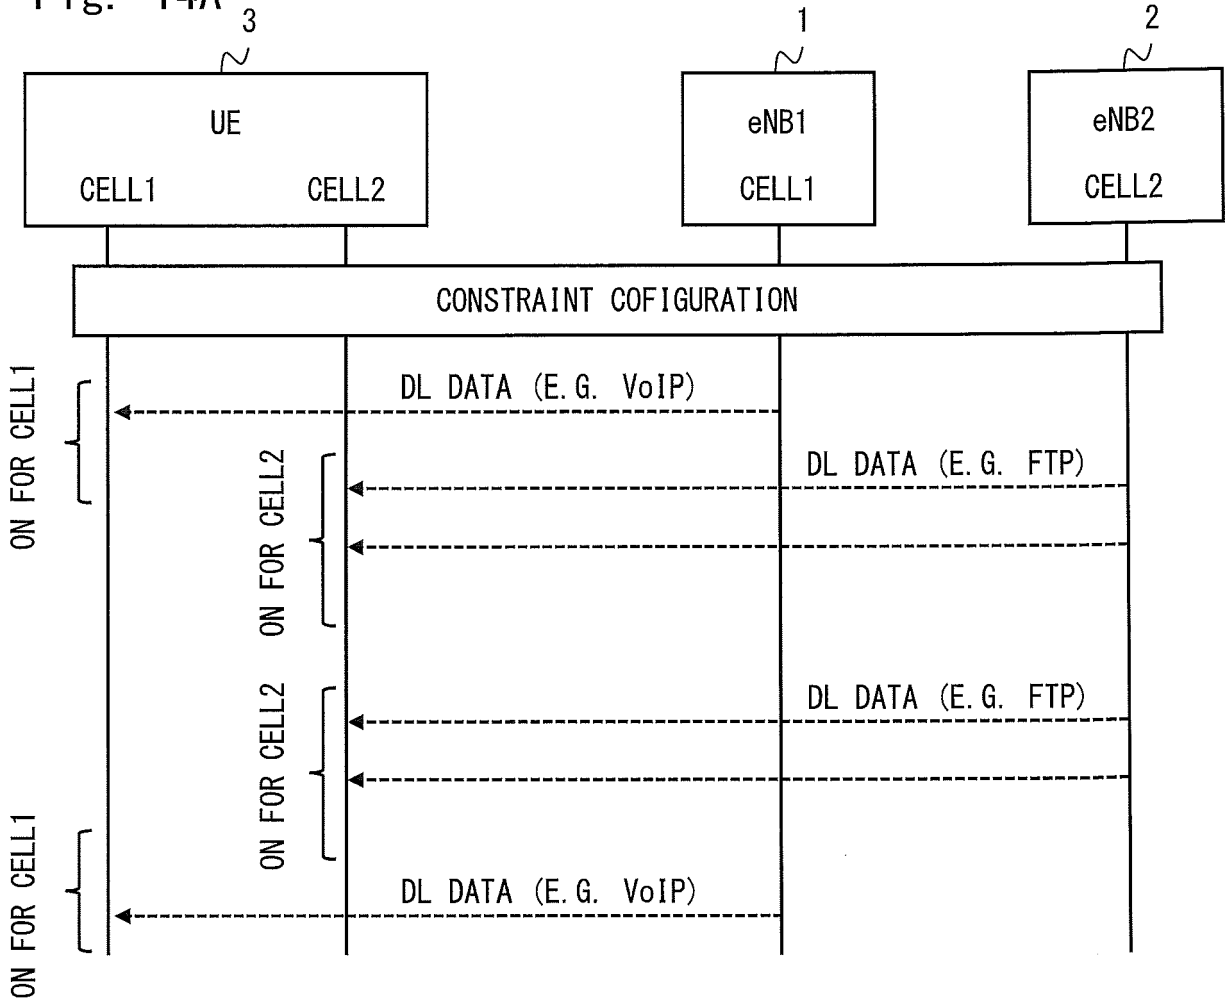 Fig. 14A
3
1
2
UE
CELL1 CELL2
eNB1
CELL1
eNB2
CELL2
CONSTRAINT COFIGURATION
ON FOR CELL1
DL DATA (E.G. VoIP)
ON FOR CELL2
DL DATA (E.G. FTP)
ON FOR CELL2
DL DATA (E.G. FTP)
ON FOR CELL1
DL DATA (E.G. VoIP)